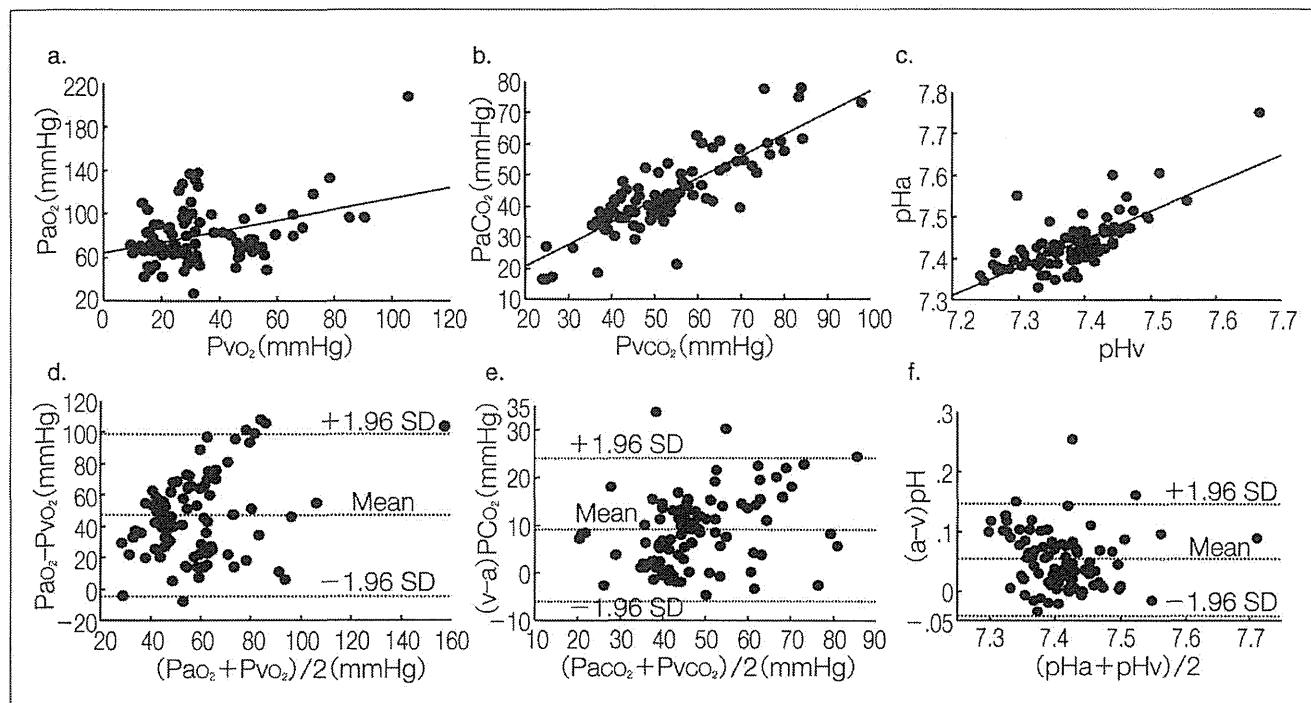 a.
220
180
140
100
60
20
PaO₂(mmHg)
0 20 40 60 80 100 120
PvO₂(mmHg)
b.
80
70
60
50
40
30
20
10
PaCo₂(mmHg)
20 30 40 50 60 70 80 90 100
PvCO₂(mmHg)
c.
7.8
7.7
7.6
7.5
7.4
7.3
pHa
7.2 7.3 7.4 7.5 7.6 7.7
pHv
d.
120
100
80
60
40
20
0
−20
PaO₂−PvO₂(mmHg)
+1.96 SD
Mean
−1.96 SD
20 40 60 80 100 120 140 160
(PaO₂+PvO₂)/2(mmHg)
e.
35
30
20
10
0
−10
(v-a)PCo₂(mmHg)
+1.96 SD
Mean
−1.96 SD
10 20 30 40 50 60 70 80 90
(PaCO₂+PvCO₂)/2(mmHg)
f.
.3
.2
.1
0
−.05
(a-v)pH
+1.96 SD
Mean
−1.96 SD
7.3 7.4 7.5 7.6 7.7
(pHa+pHv)/2